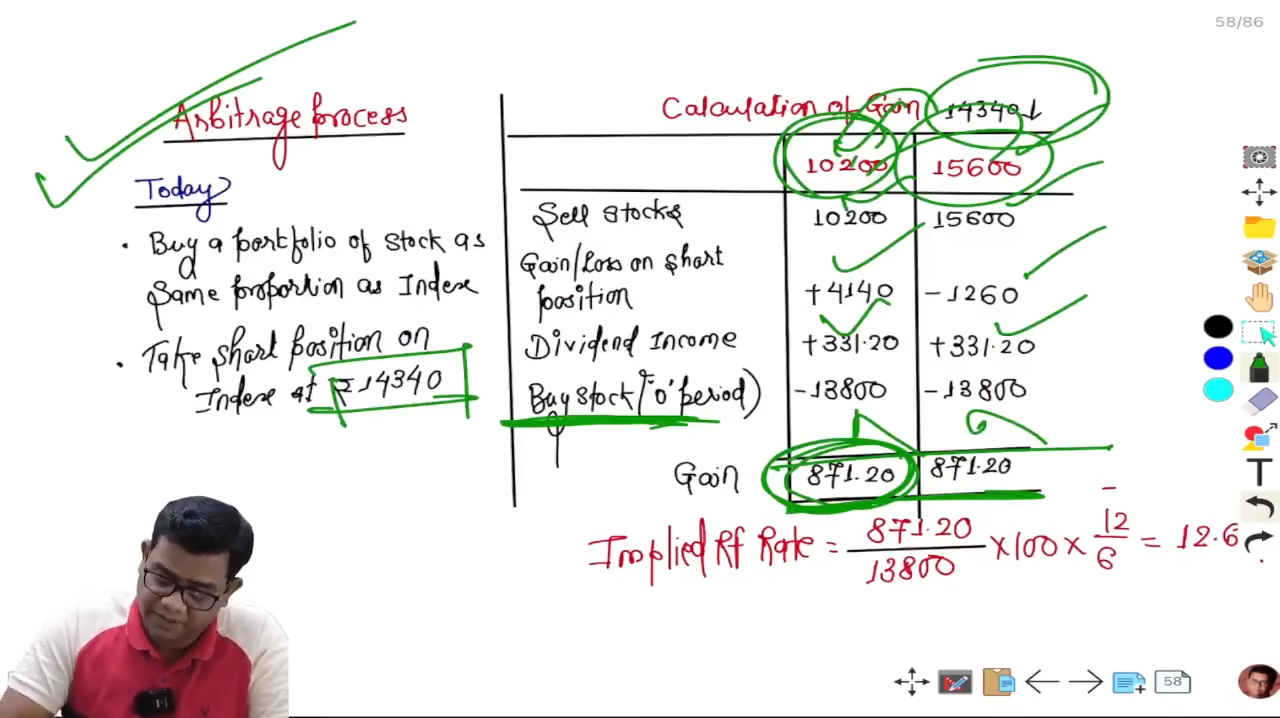 58/86
Arbitrage process
Today
• Buy a portfolio of stock as
same proportion as Index
• Take short position on
Index at ₹14340
Calculation of Gain 14340↓
10200 15600
Sell stocks 10200 15600
Gain/Loss on short
position +4140 -1260
Dividend Income +331.20 +331.20
Buy stock ("0" period) -13800 -13800
Gain 871.20 871.20
Implied Rf Rate = 871.20/13800 ×100 × 12/6 = 12.6
T
58